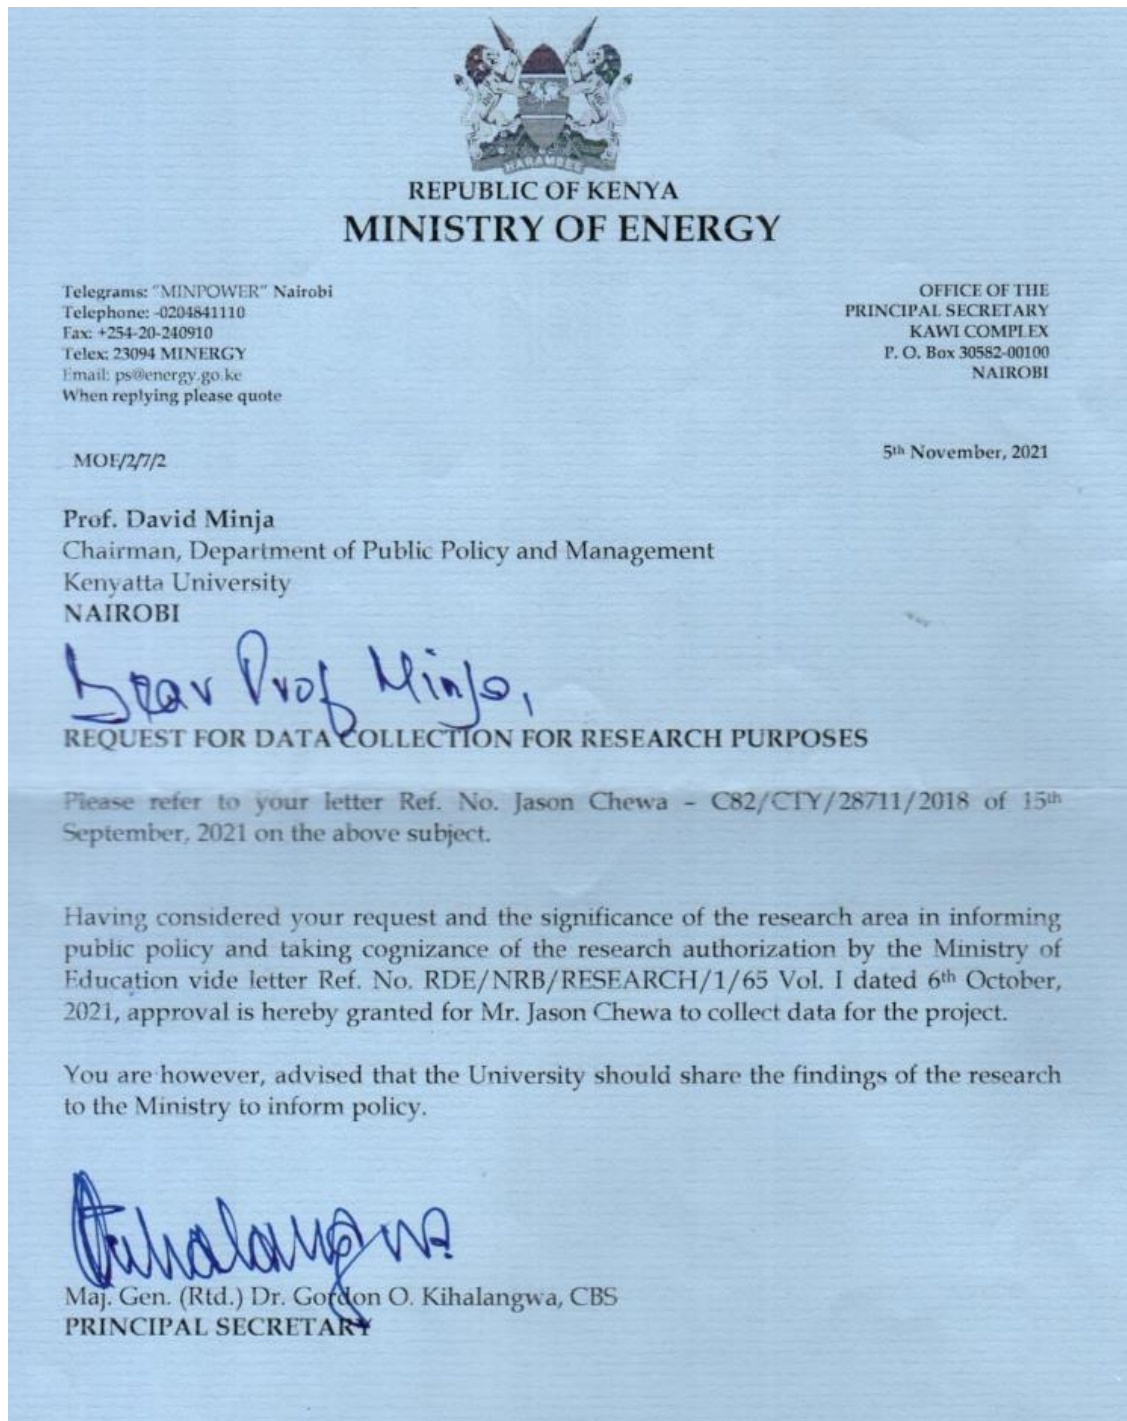 HARAMBEE
REPUBLIC OF KENYA
MINISTRY OF ENERGY
Telegrams: "MINPOWER" Nairobi
Telephone: -0204841110
Fax: +254-20-240910
Telex: 23094 MINERGY
Email: ps@energy.go.ke
When replying please quote
OFFICE OF THE
PRINCIPAL SECRETARY
KAWI COMPLEX
P. O. Box 30582-00100
NAIROBI
MOE/2/7/2
5th November, 2021
Prof. David Minja
Chairman, Department of Public Policy and Management
Kenyatta University
NAIROBI
Dear Prof Minja,
REQUEST FOR DATA COLLECTION FOR RESEARCH PURPOSES
Please refer to your letter Ref. No. Jason Chewa – C82/CTY/28711/2018 of 15th
September, 2021 on the above subject.
Having considered your request and the significance of the research area in informing
public policy and taking cognizance of the research authorization by the Ministry of
Education vide letter Ref. No. RDE/NRB/RESEARCH/1/65 Vol. I dated 6th October,
2021, approval is hereby granted for Mr. Jason Chewa to collect data for the project.
You are however, advised that the University should share the findings of the research
to the Ministry to inform policy.
Kihalangwa
Maj. Gen. (Rtd.) Dr. Gordon O. Kihalangwa, CBS
PRINCIPAL SECRETARY